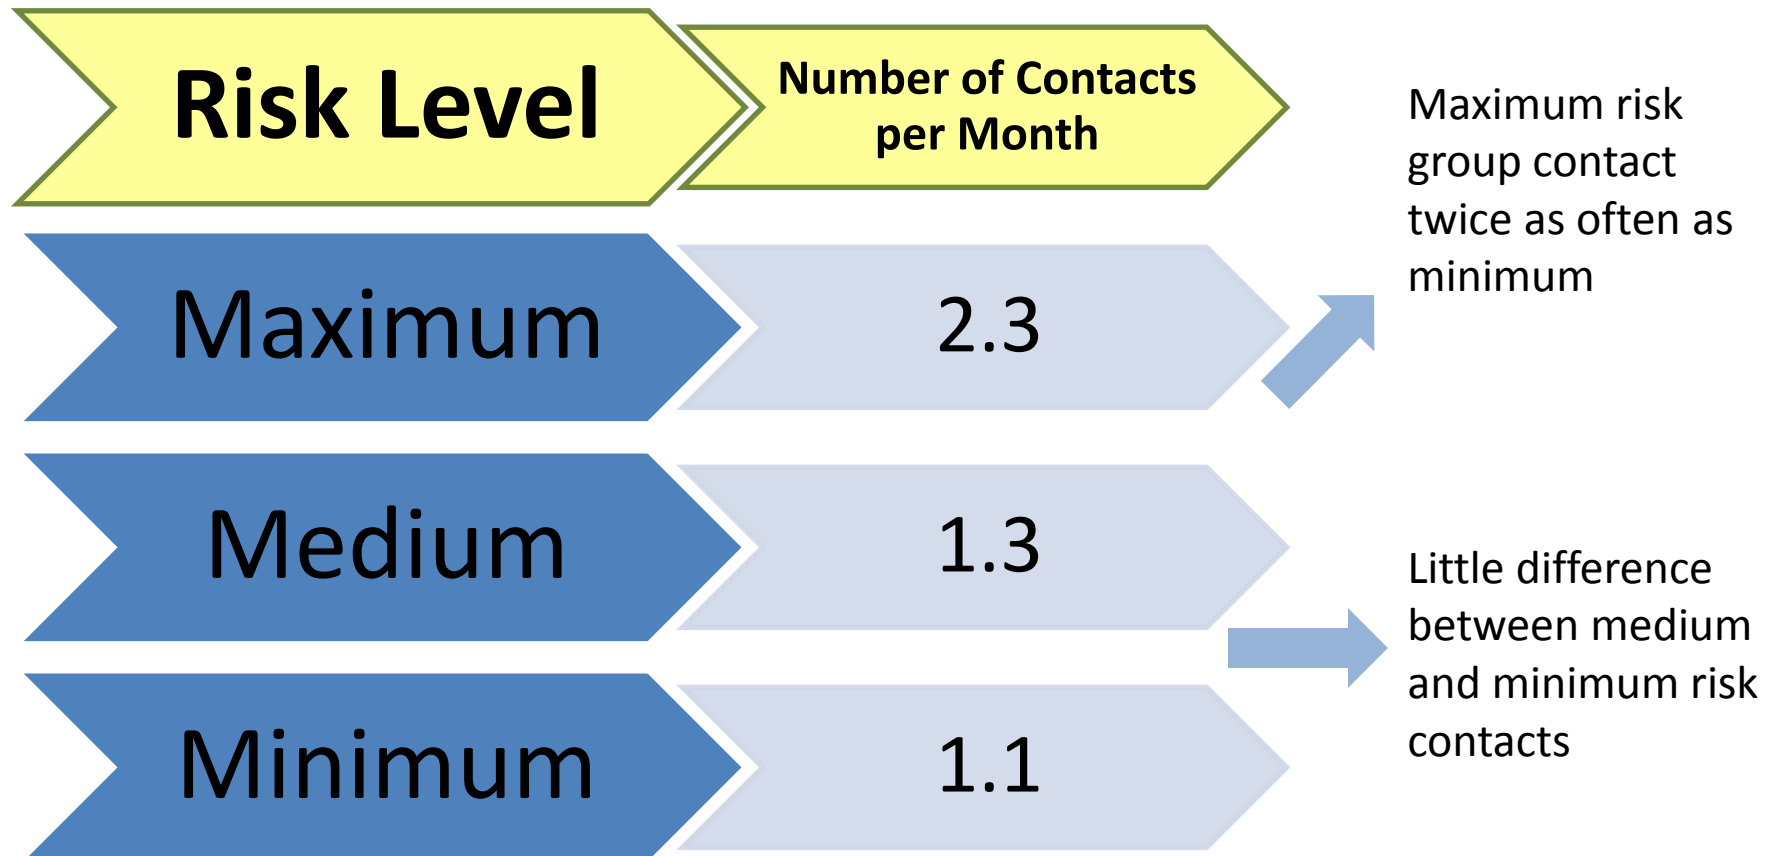 Risk Level
Number of Contacts
per Month
Maximum
2.3
Medium
1.3
Minimum
1.1
Maximum risk
group contact
twice as often as
minimum
Little difference
between medium
and minimum risk
contacts